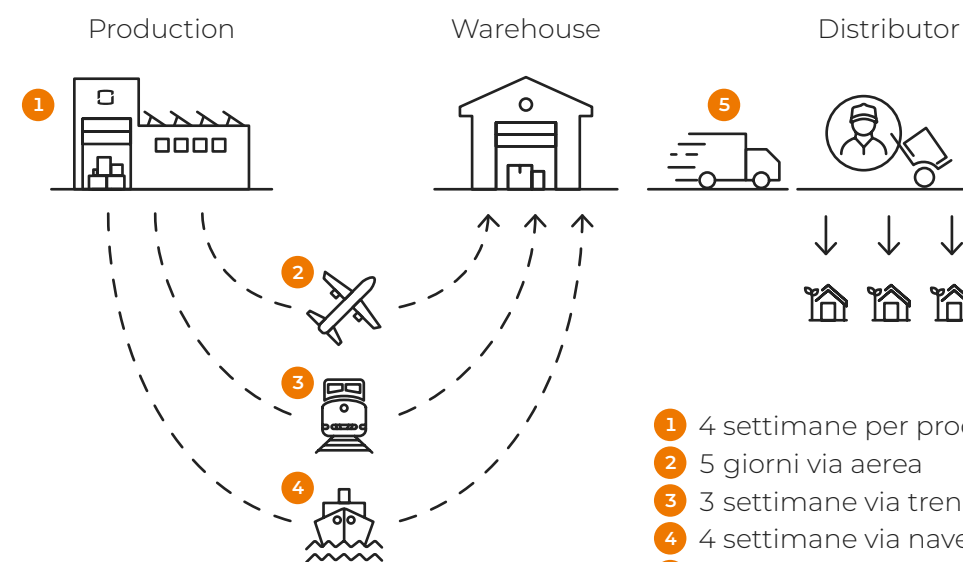 Production Warehouse Distributor
1
5
2
3
4
1 4 settimane per
2 5 giorni via aerea
3 3 settimane via
4 4 settimane via nave